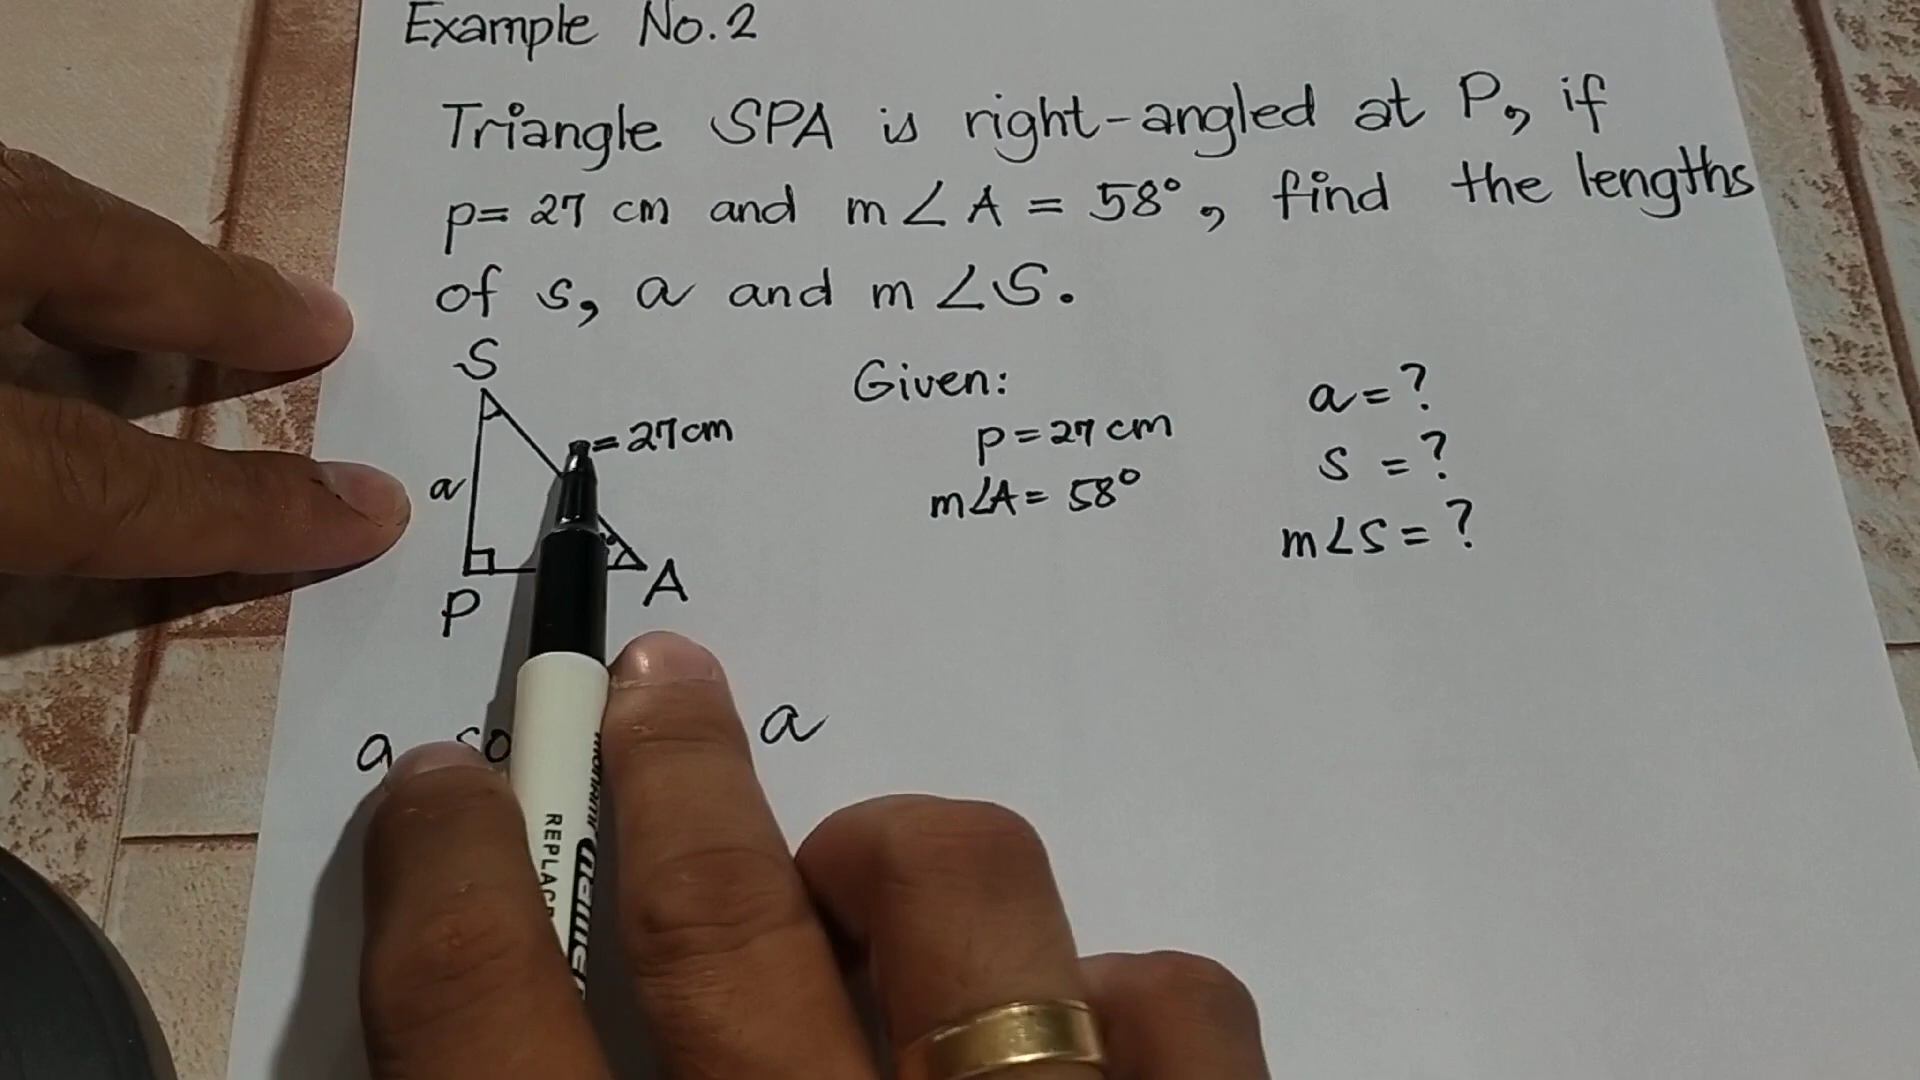 Example No.2
Triangle SPA is right-angled at P, if
p= 27 cm and m∠A = 58°, find the lengths
of s, a and m∠S.
S
= 27cm
a
P
A
Given:
p = 27 cm
m∠A = 58°
a = ?
s = ?
m∠S = ?
a
REPLAC